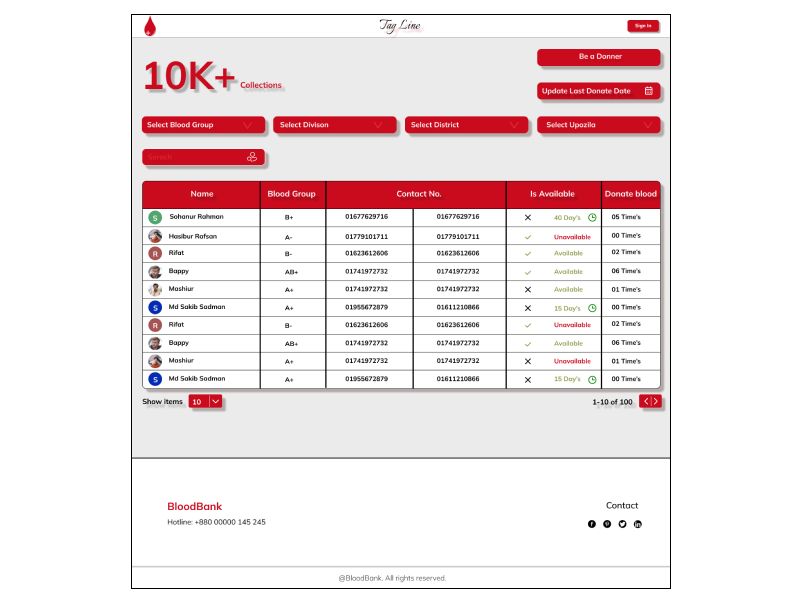 Tag Line
Sign In
10K+ Collections
Be a Donner
Update Last Donate Date
Select Blood Group
Select Divison
Select District
Select Upazila
Search
Name Blood Group Contact No. Is Available Donate blood
S Sohanur Rahman B+ 01677629716 01677629716 40 Day's 05 Time's
Hasibur Rafsan A- 01779101711 01779101711 Unavailable 00 Time's
R Rifat B- 01623612606 01623612606 Available 02 Time's
Bappy AB+ 01741972732 01741972732 Available 06 Time's
Moshiur A+ 01741972732 01741972732 Available 01 Time's
S Md Sakib Sadman A+ 01955672879 01611210866 15 Day's 00 Time's
R Rifat B- 01623612606 01623612606 Unavailable 02 Time's
Bappy AB+ 01741972732 01741972732 Available 06 Time's
Moshiur A+ 01741972732 01741972732 Unavailable 01 Time's
S Md Sakib Sadman A+ 01955672879 01611210866 15 Day's 00 Time's
Show items 10
1-10 of 100
BloodBank
Hotline: +880 00000 145 245
Contact
@BloodBank. All rights reserved.